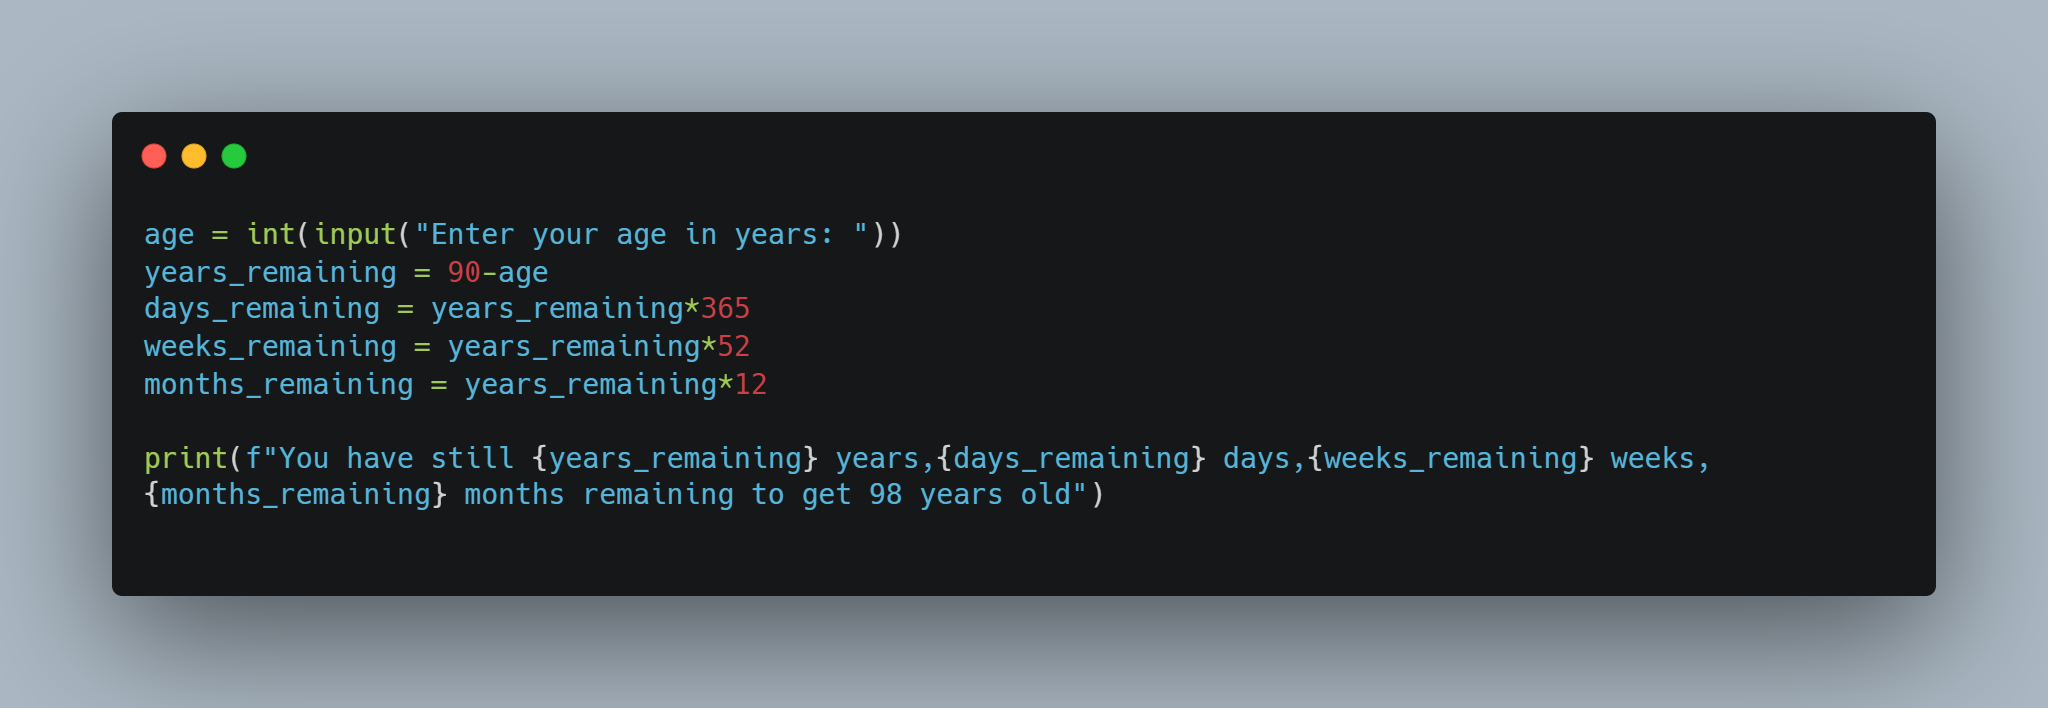 age = int(input("Enter your age in years: "))
years_remaining = 90-age
days_remaining = years_remaining*365
weeks_remaining = years_remaining*52
months_remaining = years_remaining*12
print(f"You have still {years_remaining} years,{days_remaining} days,{weeks_remaining} weeks,
{months_remaining} months remaining to get 98 years old")